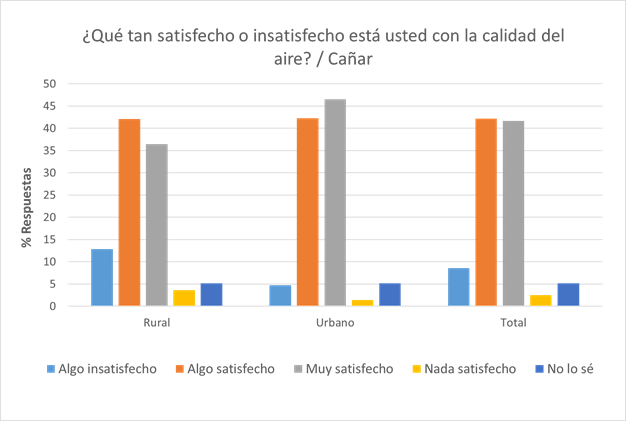 ¿Qué tan satisfecho o insatisfecho está usted con la calidad del
aire? / Cañar
50
45
40
35
30
25
20
15
10
5
0
% Respuestas
Rural Urbano Total
Algo insatisfecho Algo satisfecho Muy satisfecho Nada satisfecho No lo sé